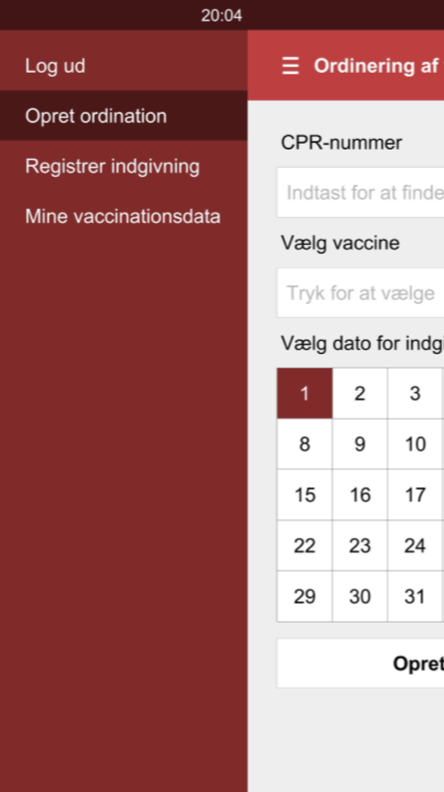 20:04
Log ud
Opret ordination
Registrer indgivning
Mine vaccinationsdata
☰ Ordinering af
CPR-nummer
Indtast for at finde
Vælg vaccine
Tryk for at vælge
Vælg dato for indgi
1 2 3
8 9 10
15 16 17
22 23 24
29 30 31
Opret